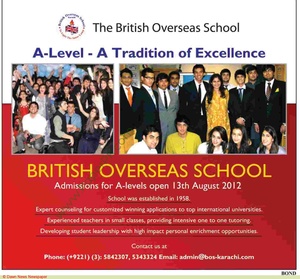 The British Overseas School
A-Level - A Tradition of Excellence
BRITISH OVERSEAS SCHOOL
Admissions for A-levels open 13th August 2012
School was established in 1958.
Expert counseling for customized winning applications to top international universities.
Experienced teachers in small classes, providing intensive one to one tutoring.
Developing student leadership with high impact personal enrichment opportunities.
Contact us at
Phone: (+9221) (3): 5842307, 5343324 Email: admin@bos-karachi.com
BOND